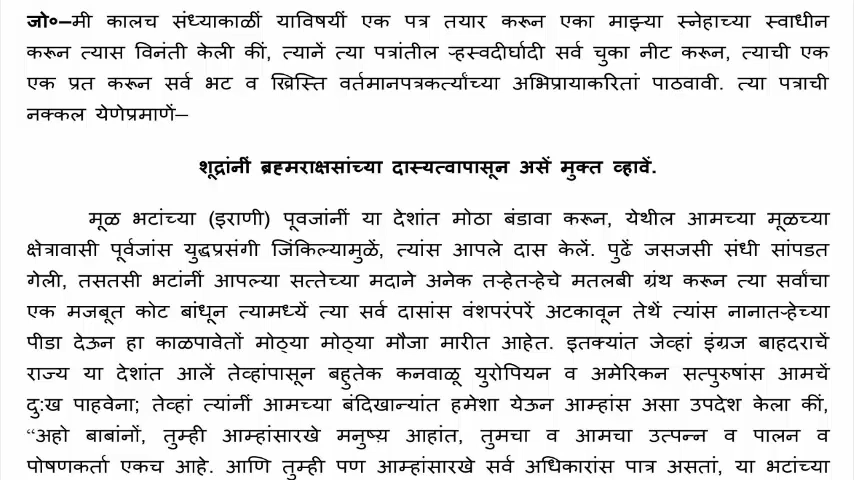 जो०—मी कालच संध्याकाळीं याविषयीं एक पत्र तयार करून एका माझ्या स्नेहाच्या स्वाधीन
करून त्यास विनंती केली कीं, त्यानें त्या पत्रांतील ऱ्हस्वदीर्घादी सर्व चुका नीट करून, त्याची एक
एक प्रत करून सर्व भट व ख्रिस्ति वर्तमानपत्रकर्त्यांच्या अभिप्रायाकरितां पाठवावी. त्या पत्राची
नक्कल येणेप्रमाणें—
शूद्रांनीं ब्रह्मराक्षसांच्या दास्यत्वापासून असें मुक्त व्हावें.
मूळ भटांच्या (इराणी) पूवजांनीं या देशांत मोठा बंडावा करून, येथील आमच्या मूळच्या
क्षेत्रावासी पूर्वजांस युद्धप्रसंगी जिंकिल्यामुळें, त्यांस आपले दास केलें. पुढें जसजसी संधी सांपडत
गेली, तसतसी भटांनीं आपल्या सत्तेच्या मदाने अनेक तऱ्हेतऱ्हेचे मतलबी ग्रंथ करून त्या सर्वांचा
एक मजबूत कोट बांधून त्यामध्यें त्या सर्व दासांस वंशपरंपरें अटकावून तेथें त्यांस नानातऱ्हेच्या
पीडा देऊन हा काळपावेतों मोठ्या मोठ्या मौजा मारीत आहेत. इतक्यांत जेव्हां इंग्रज बाहदराचें
राज्य या देशांत आलें तेव्हांपासून बहुतेक कनवाळू युरोपियन व अमेरिकन सत्पुरुषांस आमचें
दु:ख पाहवेना; तेव्हां त्यांनीं आमच्या बंदिखान्यांत हमेशा येऊन आम्हांस असा उपदेश केला कीं,
“अहो बाबांनों, तुम्ही आम्हांसारखे मनुष्य आहांत, तुमचा व आमचा उत्पन्न व पालन व
पोषणकर्ता एकच आहे. आणि तुम्ही पण आम्हांसारखे सर्व अधिकारांस पात्र असतां, या भटांच्या